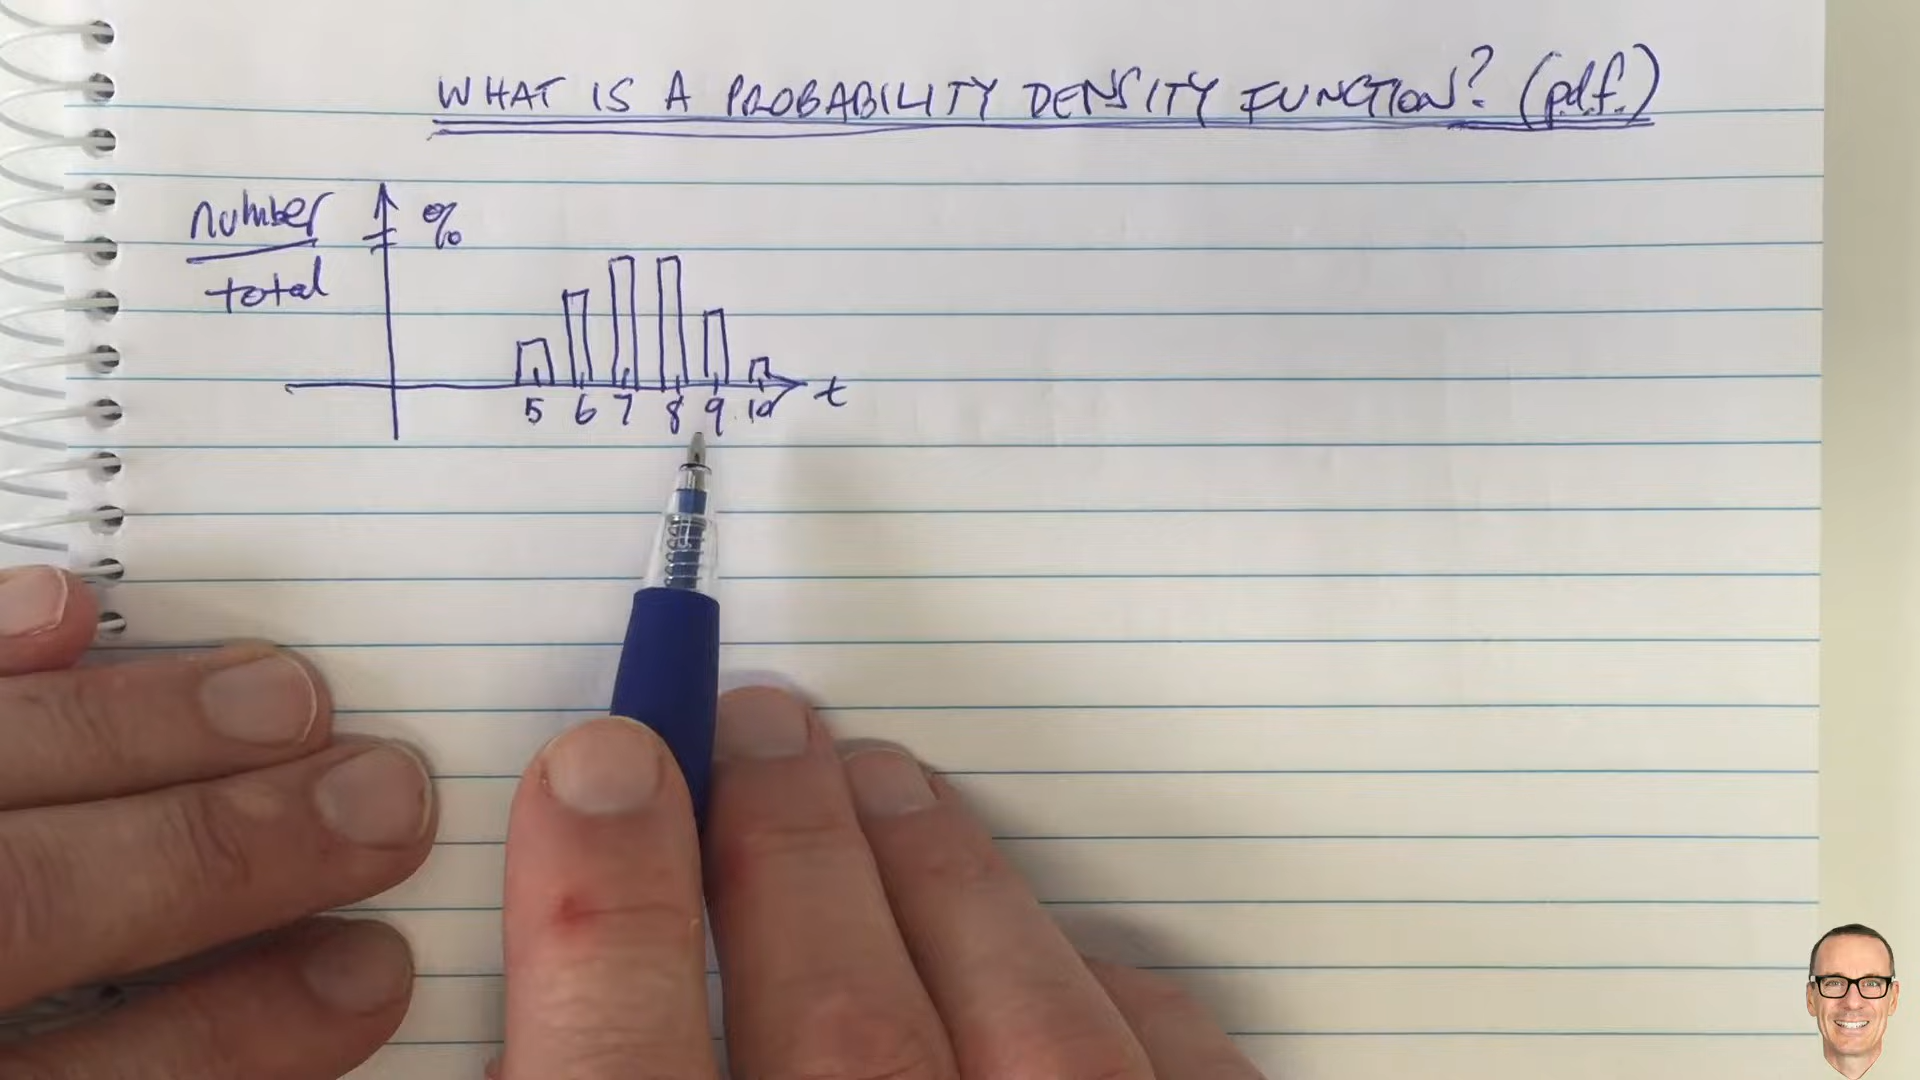 WHAT IS A PROBABILITY DENSITY FUNCTION? (p.d.f.)
number
total
%
5 6 7 8 9 10
t